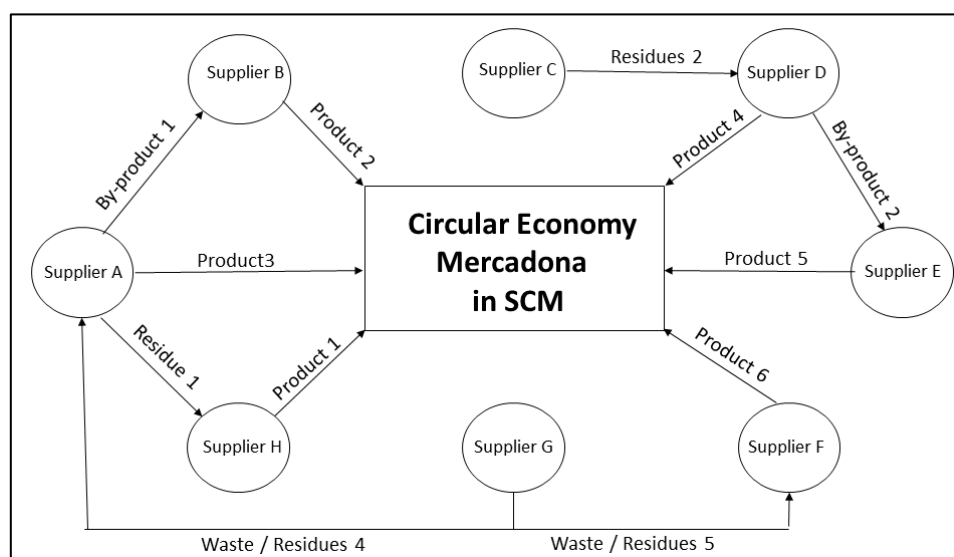 Supplier B
Supplier C
Residues 2
Supplier D
By-product 1
Product 2
Product 4
By-product 2
Circular Economy
Mercadona
in SCM
Supplier A
Product3
Product 5
Supplier E
Residue 1
Product 1
Product 6
Supplier H
Supplier G
Supplier F
Waste / Residues 4
Waste / Residues 5